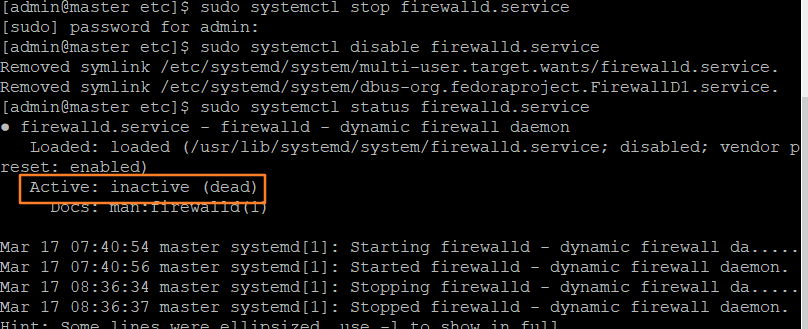 [admin@master etc]$ sudo systemctl stop firewalld.service
[sudo] password for admin:
[admin@master etc]$ sudo systemctl disable firewalld.service
Removed symlink /etc/systemd/system/multi-user.target.wants/firewalld.service.
Removed symlink /etc/systemd/system/dbus-org.fedoraproject.FirewallD1.service.
[admin@master etc]$ sudo systemctl status firewalld.service
● firewalld.service - firewalld - dynamic firewall daemon
   Loaded: loaded (/usr/lib/systemd/system/firewalld.service; disabled; vendor p
reset: enabled)
   Active: inactive (dead)
     Docs: man:firewalld(1)

Mar 17 07:40:54 master systemd[1]: Starting firewalld - dynamic firewall da.....
Mar 17 07:40:56 master systemd[1]: Started firewalld - dynamic firewall daemon.
Mar 17 08:36:34 master systemd[1]: Stopping firewalld - dynamic firewall da.....
Mar 17 08:36:37 master systemd[1]: Stopped firewalld - dynamic firewall daemon.
Hint: Some lines were ellipsized, use -l to show in full.